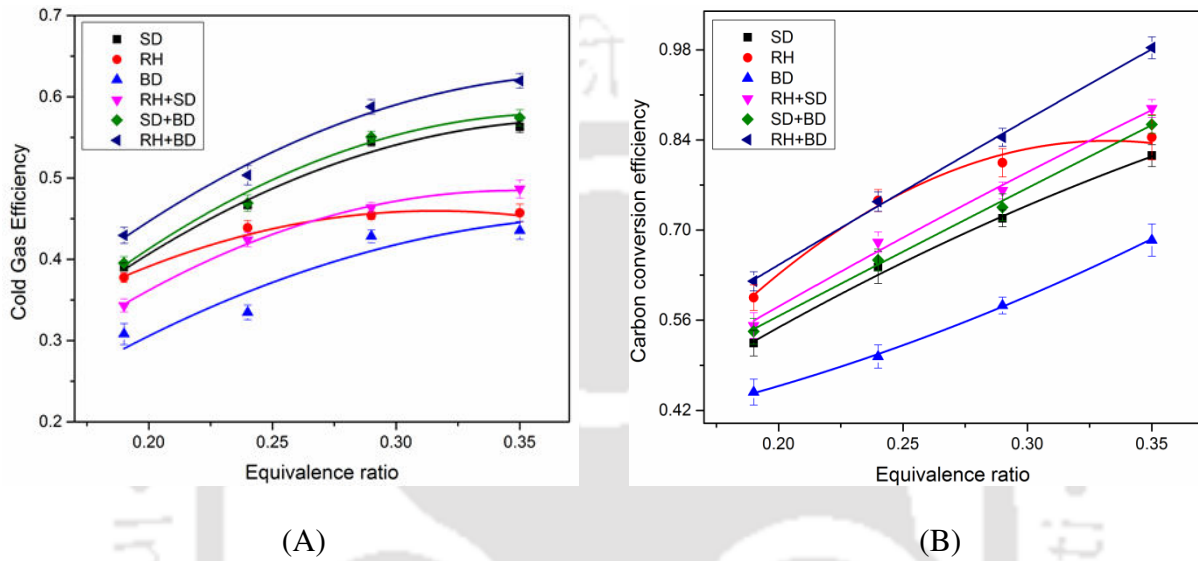 0.7
0.6
0.5
0.4
0.3
0.2
Cold Gas Efficiency
SD
RH
BD
RH+SD
SD+BD
RH+BD
0.20
0.25
0.30
0.35
Equivalence ratio
(A)
0.98
0.84
0.70
0.56
0.42
Carbon conversion efficiency
SD
RH
BD
RH+SD
SD+BD
RH+BD
0.20
0.25
0.30
0.35
Equivalence ratio
(B)